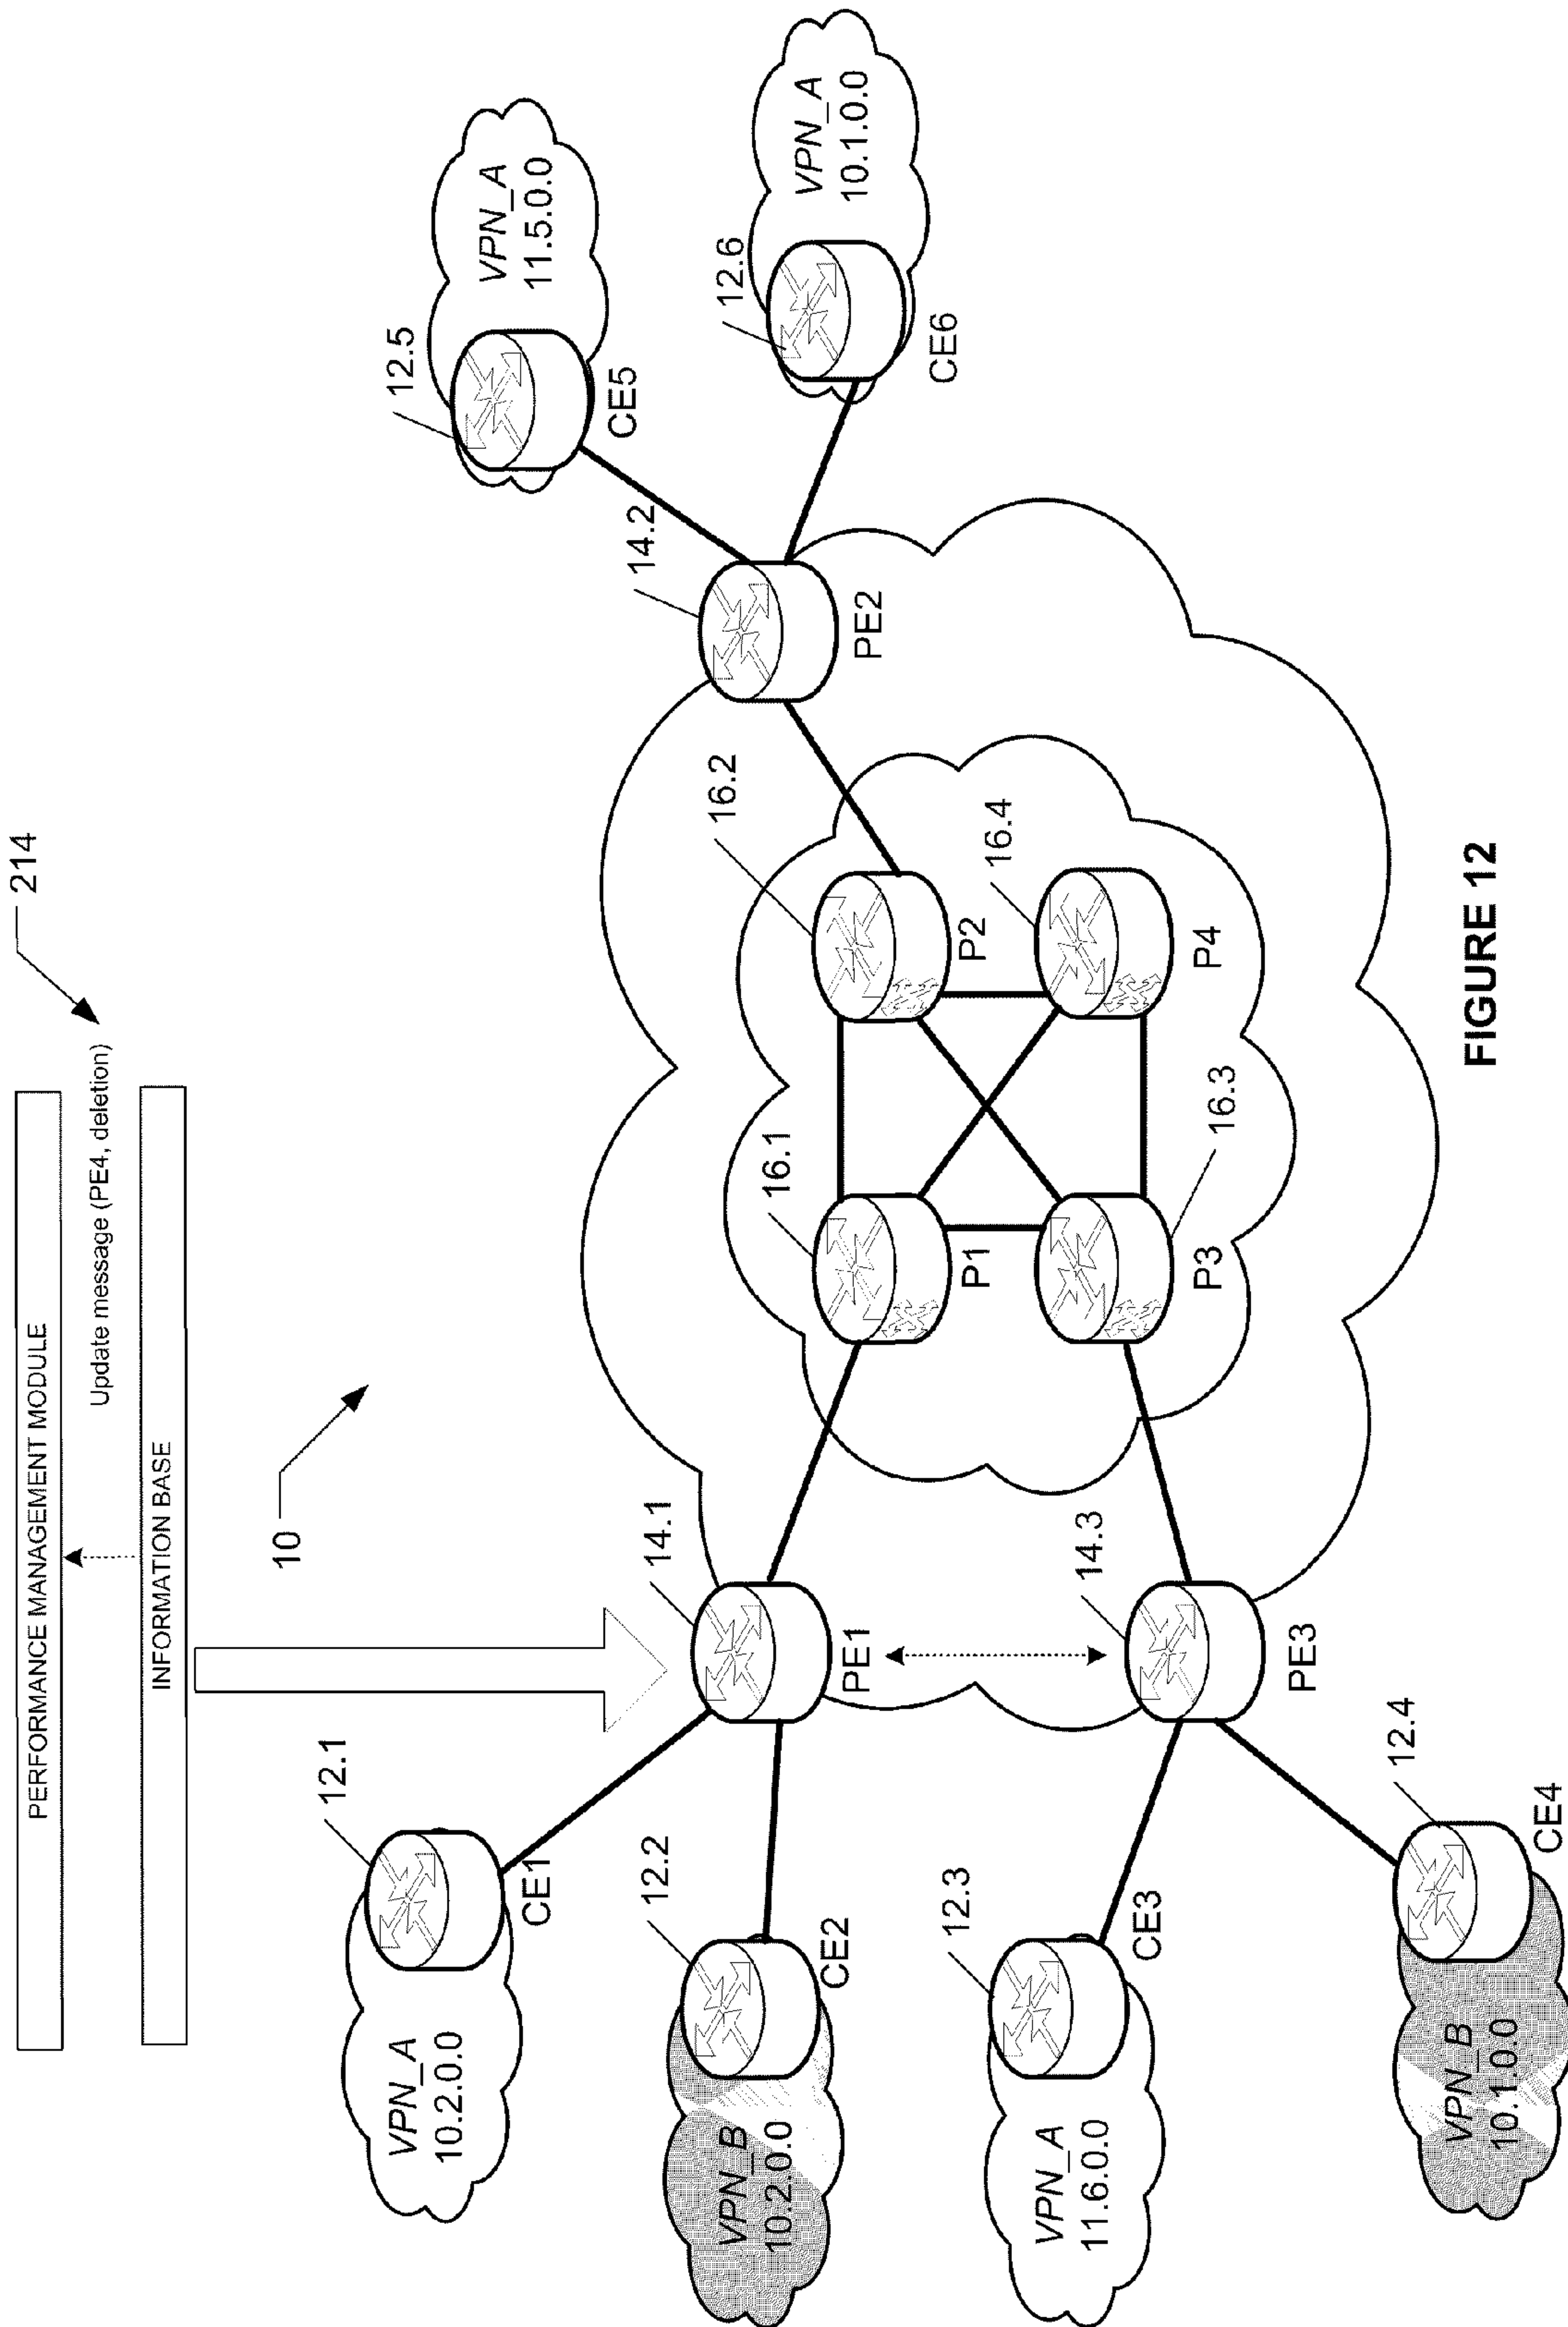 PERFORMANCE MANAGEMENT MODULE
Update message (PE4, deletion)
214
INFORMATION BASE
10
12.1
CE1
VPN_A
10.2.0.0
12.2
CE2
VPN_B
10.2.0.0
12.3
CE3
VPN_A
11.6.0.0
12.4
CE4
VPN_B
10.1.0.0
14.1
PE1
14.3
PE3
16.1
P1
16.2
P2
16.3
P3
16.4
P4
14.2
PE2
12.5
CE5
VPN_A
11.5.0.0
12.6
CE6
VPN_A
10.1.0.0
FIGURE 12